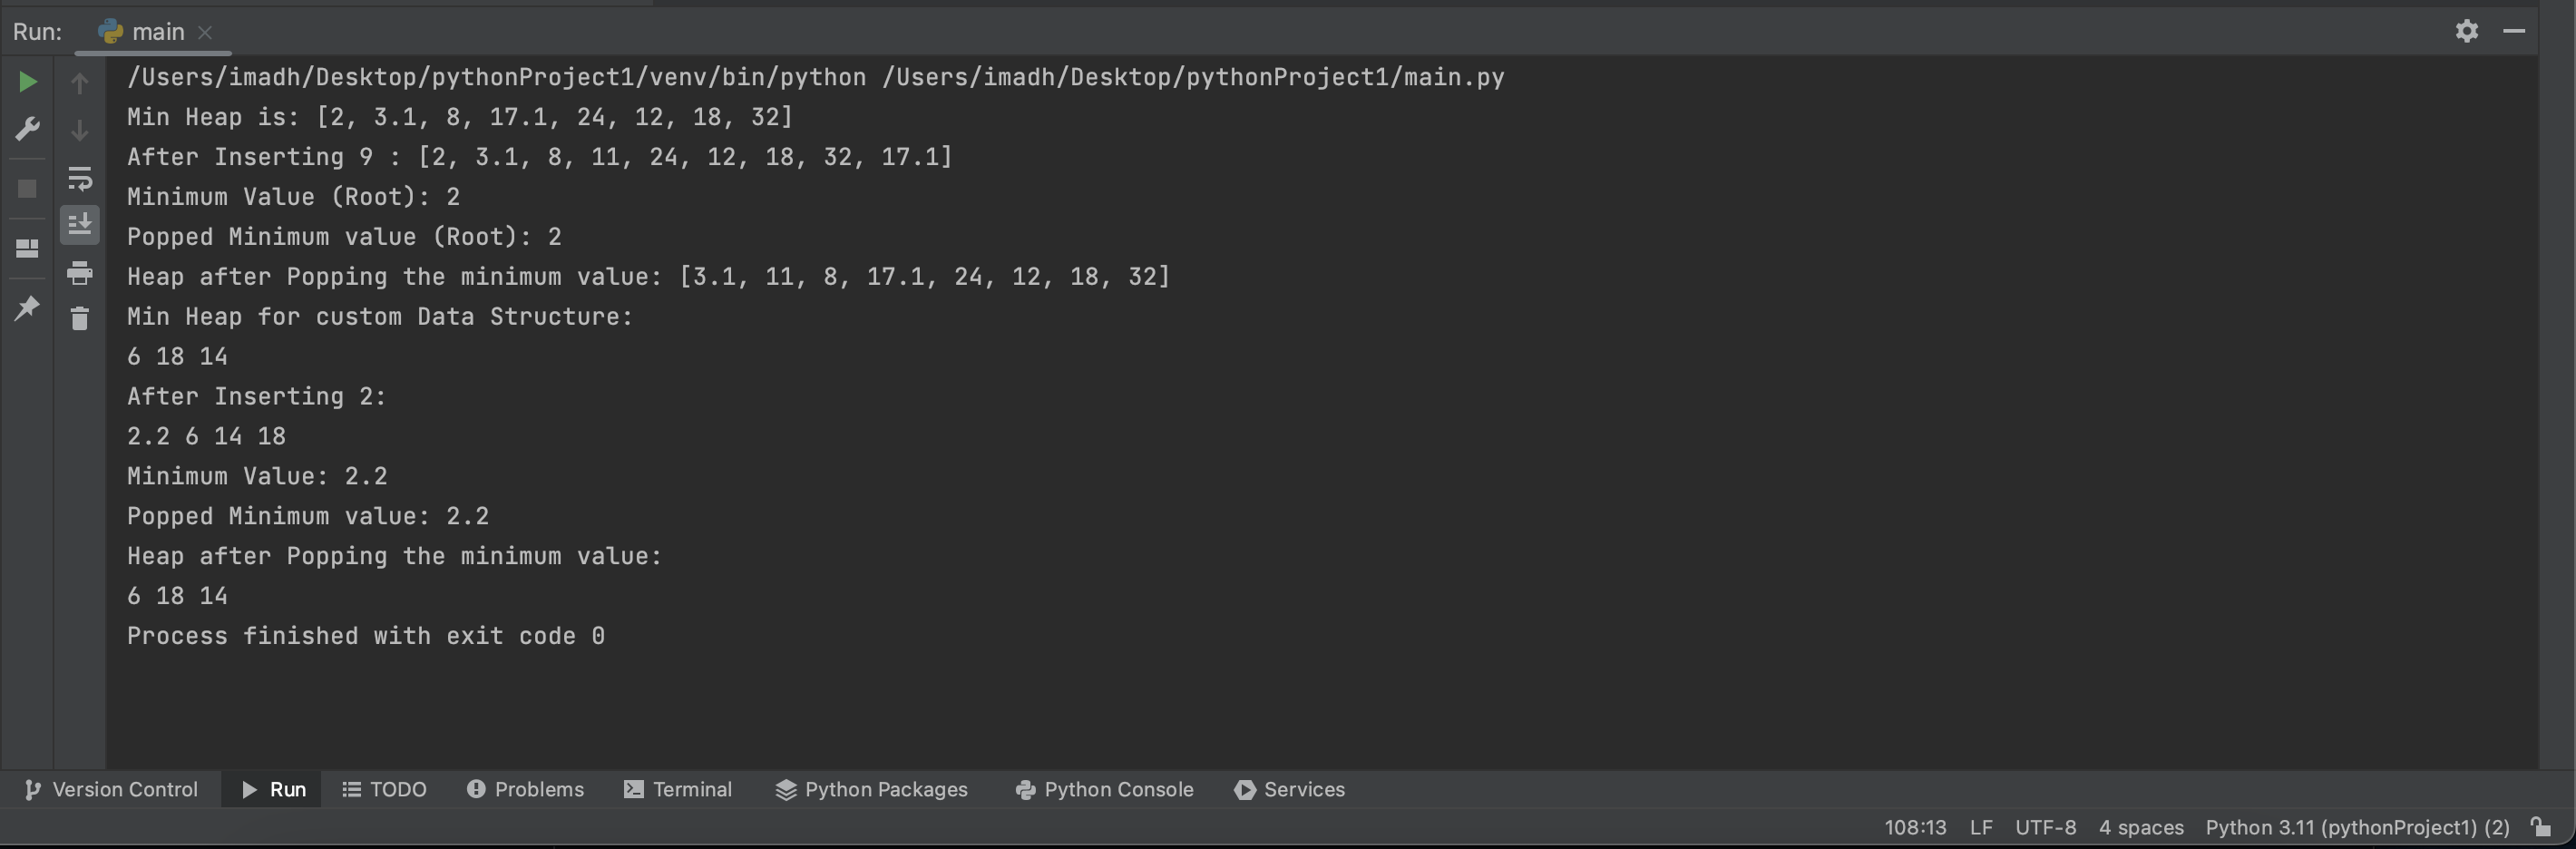 Run: main
/Users/imadh/Desktop/pythonProject1/venv/bin/python /Users/imadh/Desktop/pythonProject1/main.py
Min Heap is: [2, 3.1, 8, 17.1, 24, 12, 18, 32]
After Inserting 9 : [2, 3.1, 8, 11, 24, 12, 18, 32, 17.1]
Minimum Value (Root): 2
Popped Minimum value (Root): 2
Heap after Popping the minimum value: [3.1, 11, 8, 17.1, 24, 12, 18, 32]
Min Heap for custom Data Structure:
6 18 14
After Inserting 2:
2.2 6 14 18
Minimum Value: 2.2
Popped Minimum value: 2.2
Heap after Popping the minimum value:
6 18 14
Process finished with exit code 0
Version Control Run TODO Problems Terminal Python Packages Python Console Services
108:13 LF UTF-8 4 spaces Python 3.11 (pythonProject1) (2)